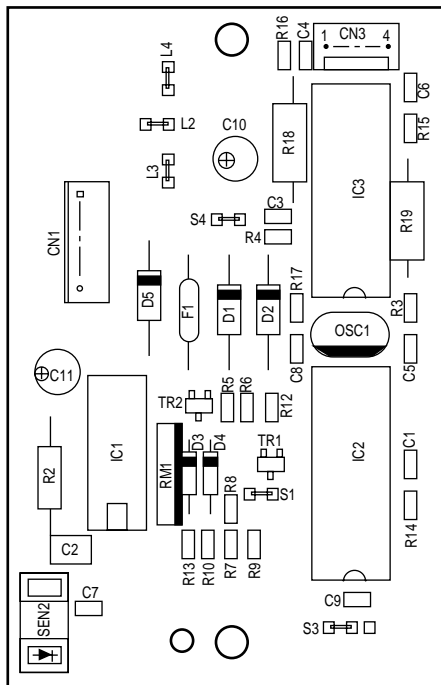 R16
C4
1 CN3 4
L4
C6
L2
C10
R18
R15
L3
IC3
CN1
S4
C3
R4
R19
D5
F1
D1
D2
R17
R3
OSC1
C8
C5
C11
TR2
R5
R6
R12
IC1
RM1
D3
D4
TR1
IC2
C1
R2
S1
R8
R14
C2
R13
R10
R7
R9
SEN2
C7
C9
S3